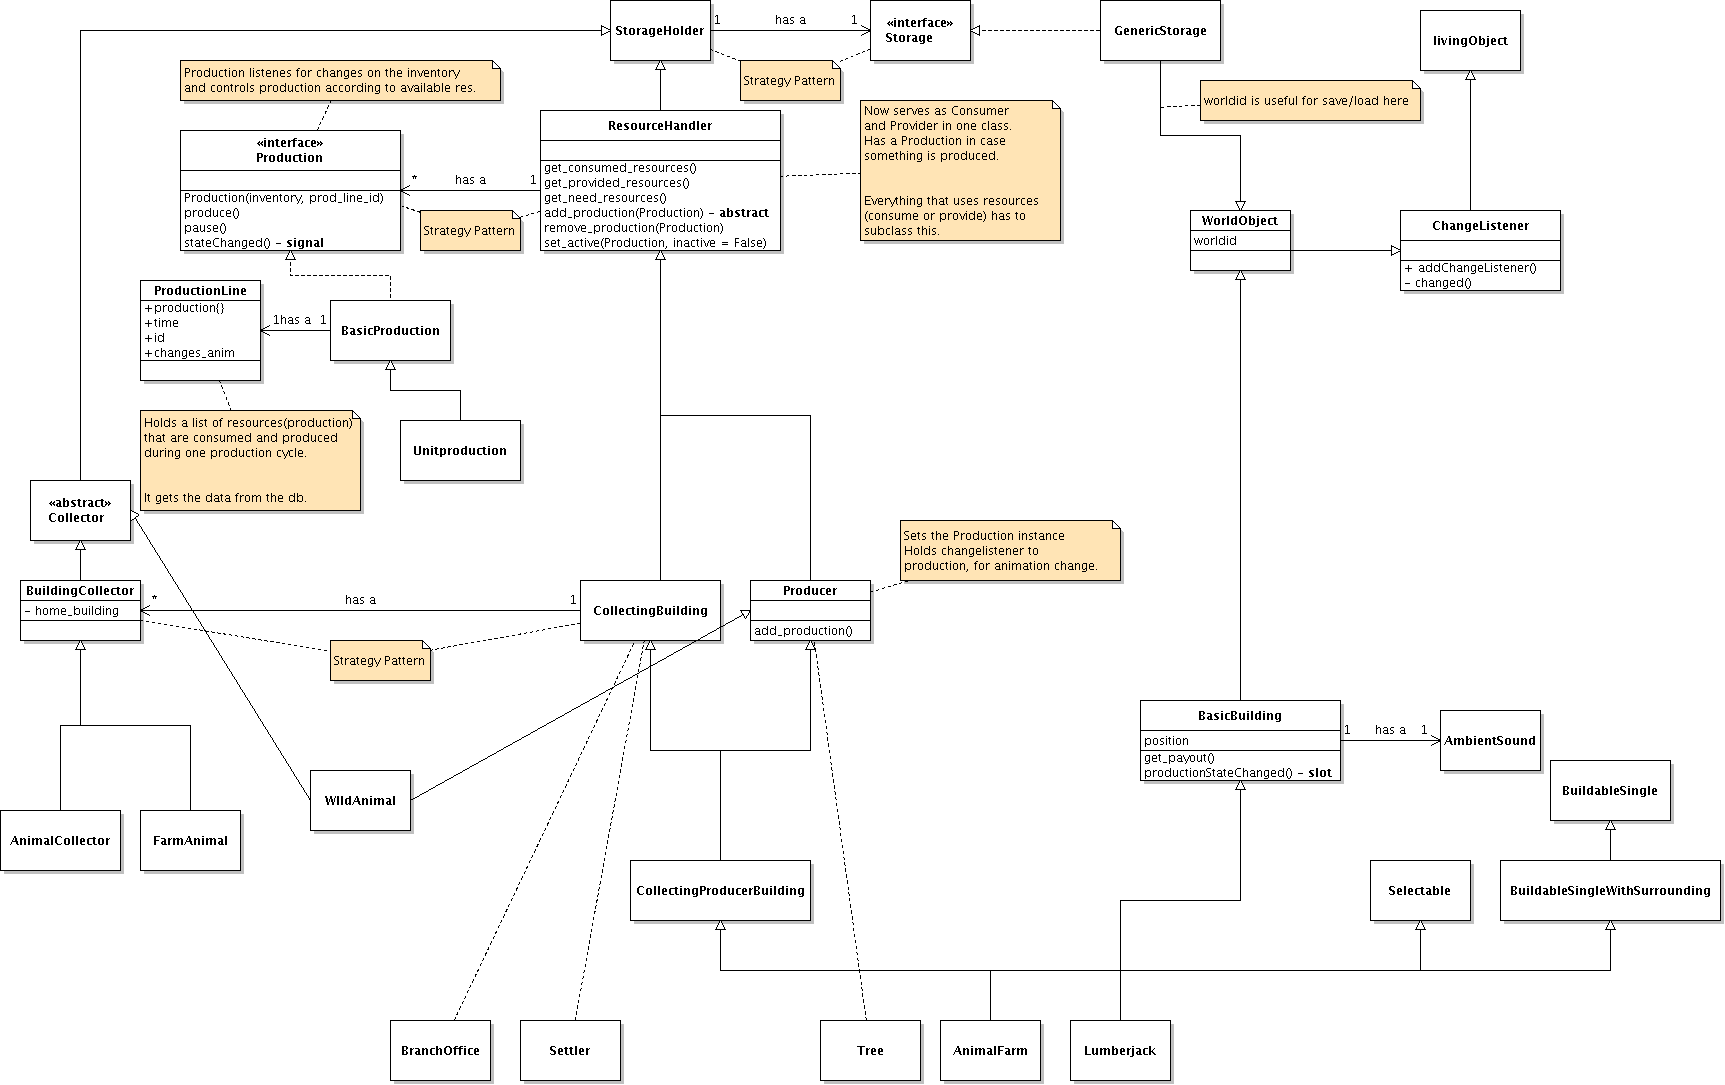 StorageHolder
1
has a
1
«interface»
Storage
GenericStorage
livingObject
Strategy Pattern
Production listenes for changes on the inventory
and controls production according to available res.
worldid is useful for save/load here
Now serves as Consumer
and Provider in one class.
Has a Production in case
something is produced.
Everything that uses resources
(consume or provide) has to
subclass this.
«interface»
Production
Production(inventory, prod_line_id)
produce()
pause()
stateChanged() - signal
*
has a
1
Strategy Pattern
ResourceHandler
get_consumed_resources()
get_provided_resources()
get_need_resources()
add_production(Production) - abstract
remove_production(Production)
set_active(Production, inactive = False)
WorldObject
worldid
ChangeListener
+ addChangeListener()
- changed()
ProductionLine
+production{}
+time
+id
+changes_anim
1has a
1
BasicProduction
Holds a list of resources(production)
that are consumed and produced
during one production cycle.
It gets the data from the db.
Unitproduction
«abstract»
Collector
Sets the Production instance
Holds changelistener to
production, for animation change.
BuildingCollector
- home_building
*
has a
1
CollectingBuilding
Producer
add_production()
Strategy Pattern
BasicBuilding
position
get_payout()
productionStateChanged() - slot
1
has a
1
AmbientSound
BuildableSingle
WIldAnimal
AnimalCollector
FarmAnimal
CollectingProducerBuilding
Selectable
BuildableSingleWithSurrounding
BranchOffice
Settler
Tree
AnimalFarm
Lumberjack